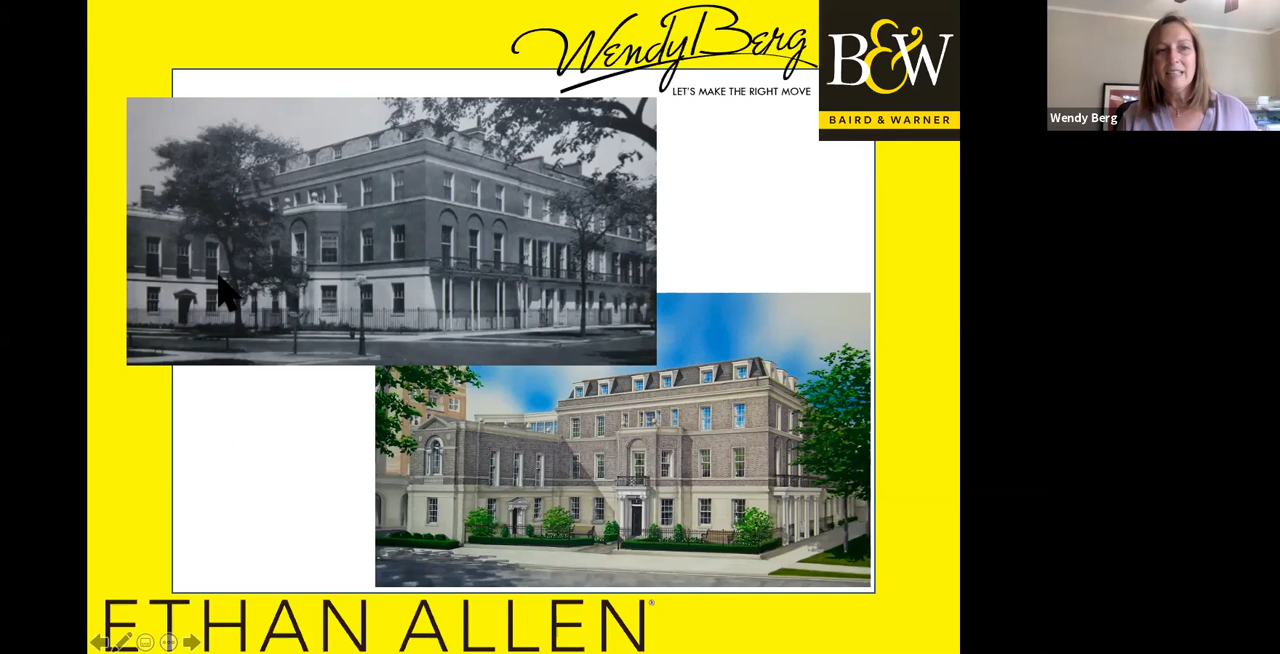 Wendy Berg
LET'S MAKE THE RIGHT MOVE
B&W
BAIRD & WARNER
Wendy Berg
ETHAN ALLEN®